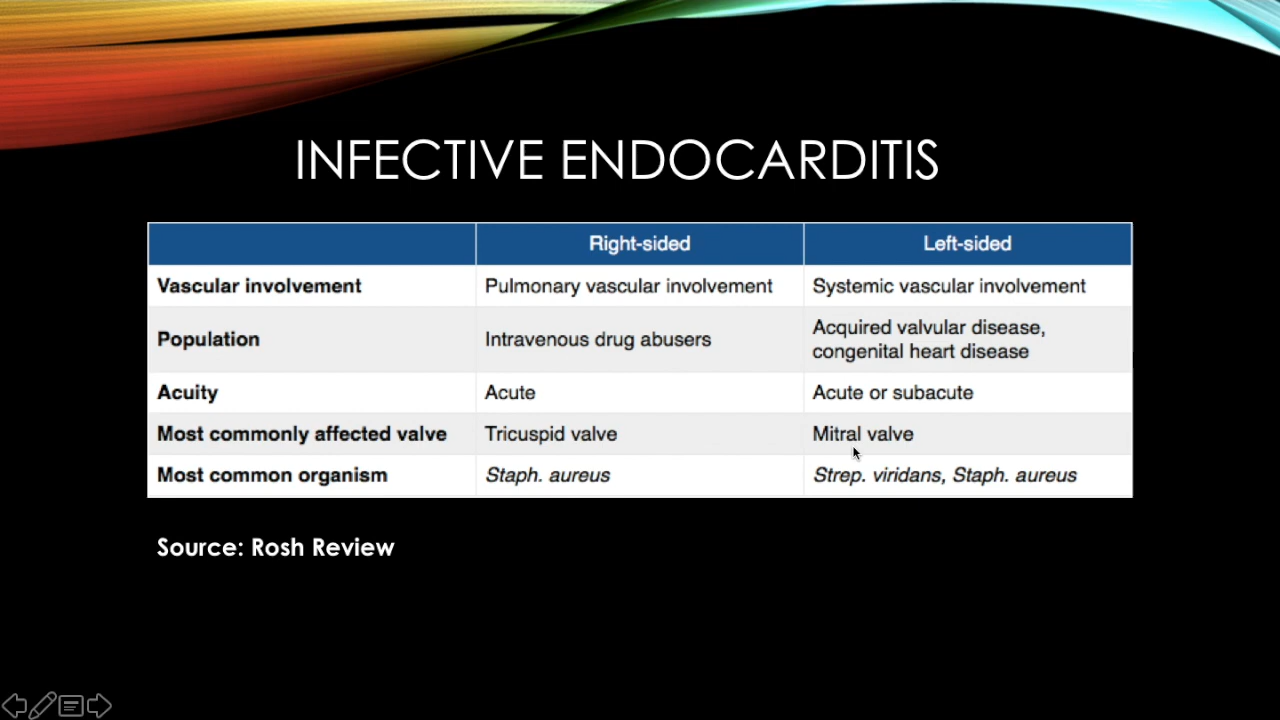 INFECTIVE ENDOCARDITIS
Right-sided Left-sided
Vascular involvement Pulmonary vascular involvement Systemic vascular involvement
Population Intravenous drug abusers Acquired valvular disease,
congenital heart disease
Acuity Acute Acute or subacute
Most commonly affected valve Tricuspid valve Mitral valve
Most common organism Staph. aureus Strep. viridans, Staph. aureus
Source: Rosh Review